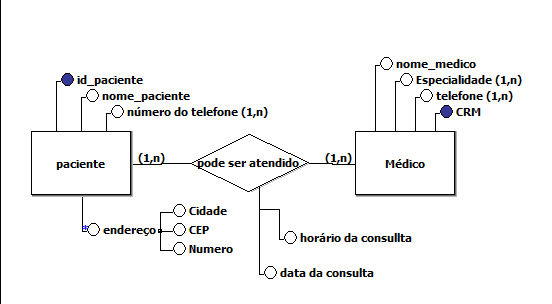 nome_medico
id_paciente
Especialidade (1,n)
nome_paciente
telefone (1,n)
número do telefone (1,n)
CRM
paciente
(1,n)
pode ser atendido
(1,n)
Médico
Cidade
endereço
CEP
Numero
horário da consullta
data da consulta